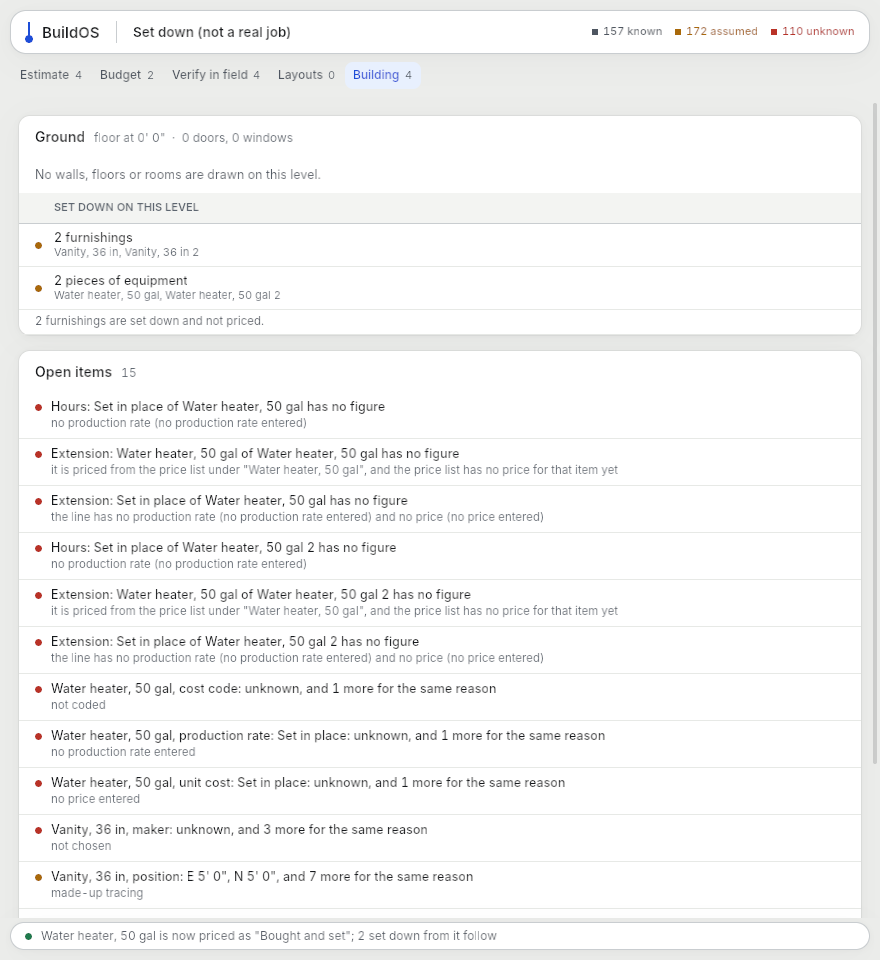 BuildOS
Set down (not a real job)
157 known
172 assumed
110 unknown
Estimate 4
Budget 2
Verify in field 4
Layouts 0
Building 4
Ground floor at 0' 0" · 0 doors, 0 windows
No walls, floors or rooms are drawn on this level.
SET DOWN ON THIS LEVEL
2 furnishings
Vanity, 36 in, Vanity, 36 in 2
2 pieces of equipment
Water heater, 50 gal, Water heater, 50 gal 2
2 furnishings are set down and not priced.
Open items 15
Hours: Set in place of Water heater, 50 gal has no figure
no production rate (no production rate entered)
Extension: Water heater, 50 gal of Water heater, 50 gal has no figure
it is priced from the price list under "Water heater, 50 gal", and the price list has no price for that item yet
Extension: Set in place of Water heater, 50 gal has no figure
the line has no production rate (no production rate entered) and no price (no price entered)
Hours: Set in place of Water heater, 50 gal 2 has no figure
no production rate (no production rate entered)
Extension: Water heater, 50 gal of Water heater, 50 gal 2 has no figure
it is priced from the price list under "Water heater, 50 gal", and the price list has no price for that item yet
Extension: Set in place of Water heater, 50 gal 2 has no figure
the line has no production rate (no production rate entered) and no price (no price entered)
Water heater, 50 gal, cost code: unknown, and 1 more for the same reason
not coded
Water heater, 50 gal, production rate: Set in place: unknown, and 1 more for the same reason
no production rate entered
Water heater, 50 gal, unit cost: Set in place: unknown, and 1 more for the same reason
no price entered
Vanity, 36 in, maker: unknown, and 3 more for the same reason
not chosen
Vanity, 36 in, position: E 5' 0", N 5' 0", and 7 more for the same reason
made-up tracing
Water heater, 50 gal is now priced as "Bought and set"; 2 set down from it follow